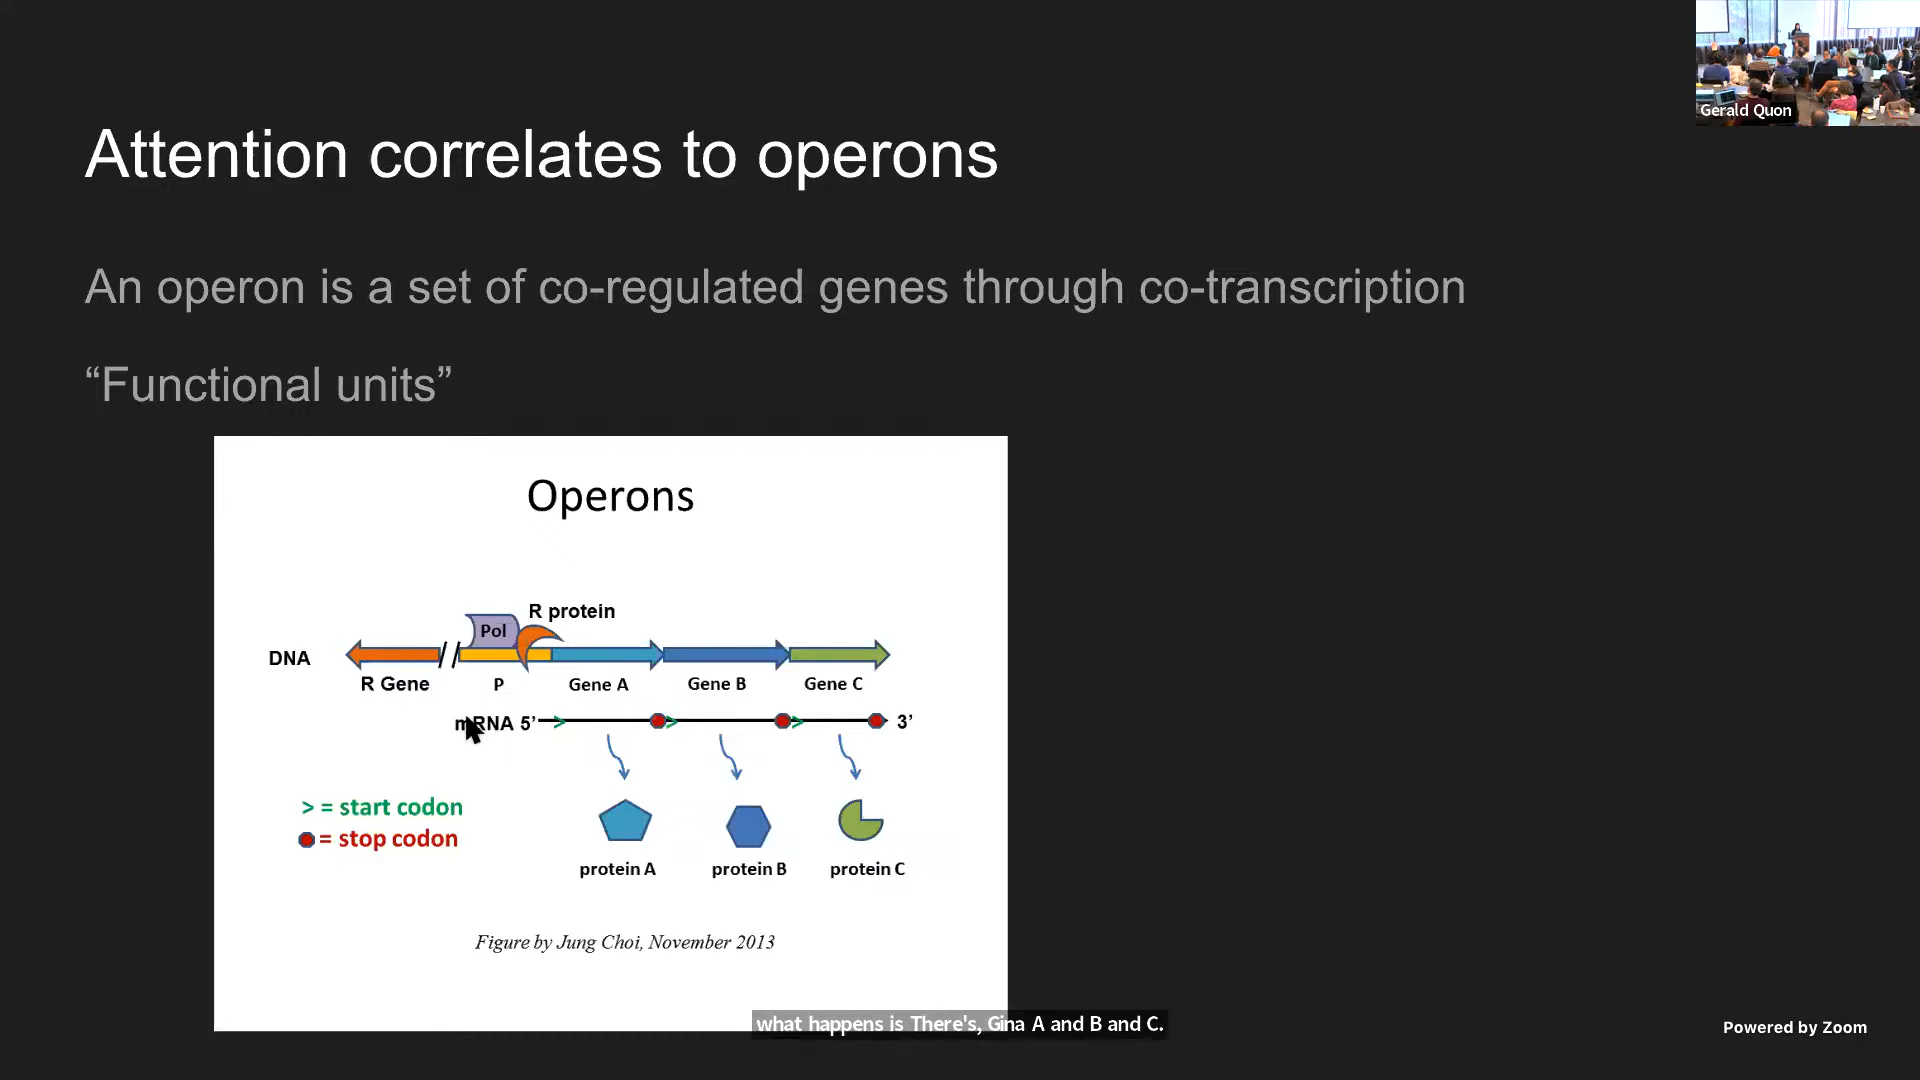 Gerald Quon
Attention correlates to operons
An operon is a set of co-regulated genes through co-transcription
“Functional units”
Operons
R protein
Pol
DNA
R Gene
P
Gene A
Gene B
Gene C
mRNA 5’
3’
> = start codon
= stop codon
protein A
protein B
protein C
Figure by Jung Choi, November 2013
what happens is There's, Gina A and B and C.
Powered by Zoom